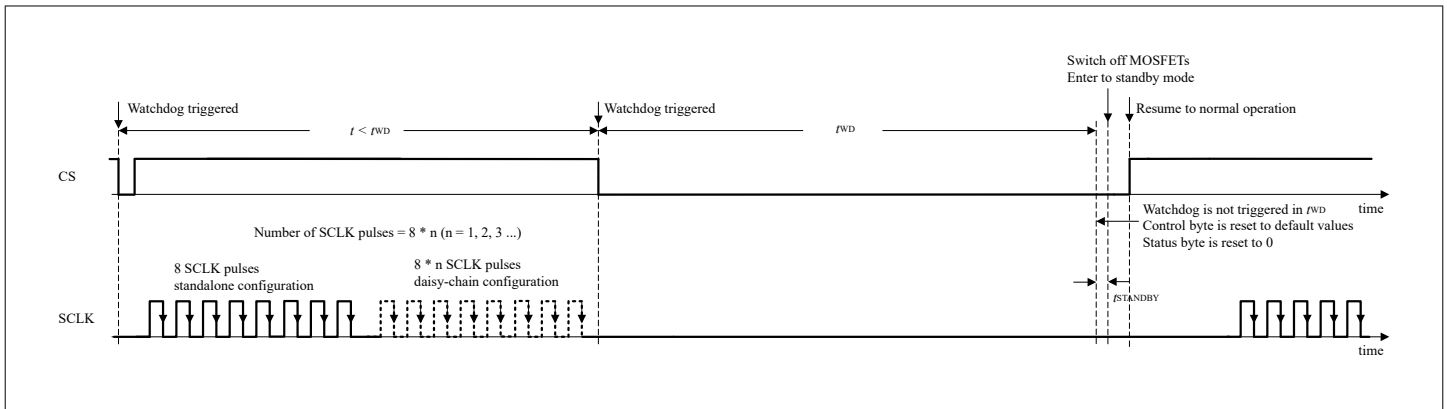 Switch off MOSFETs
Enter to standby mode
Watchdog triggered
Watchdog triggered
Resume to normal operation
t < tWD
tWD
CS
time
Watchdog is not triggered in tWD
Control byte is reset to default values
Status byte is reset to 0
Number of SCLK pulses = 8 * n (n = 1, 2, 3 ...)
8 SCLK pulses
standalone configuration
8 * n SCLK pulses
daisy-chain configuration
tSTANDBY
SCLK
time